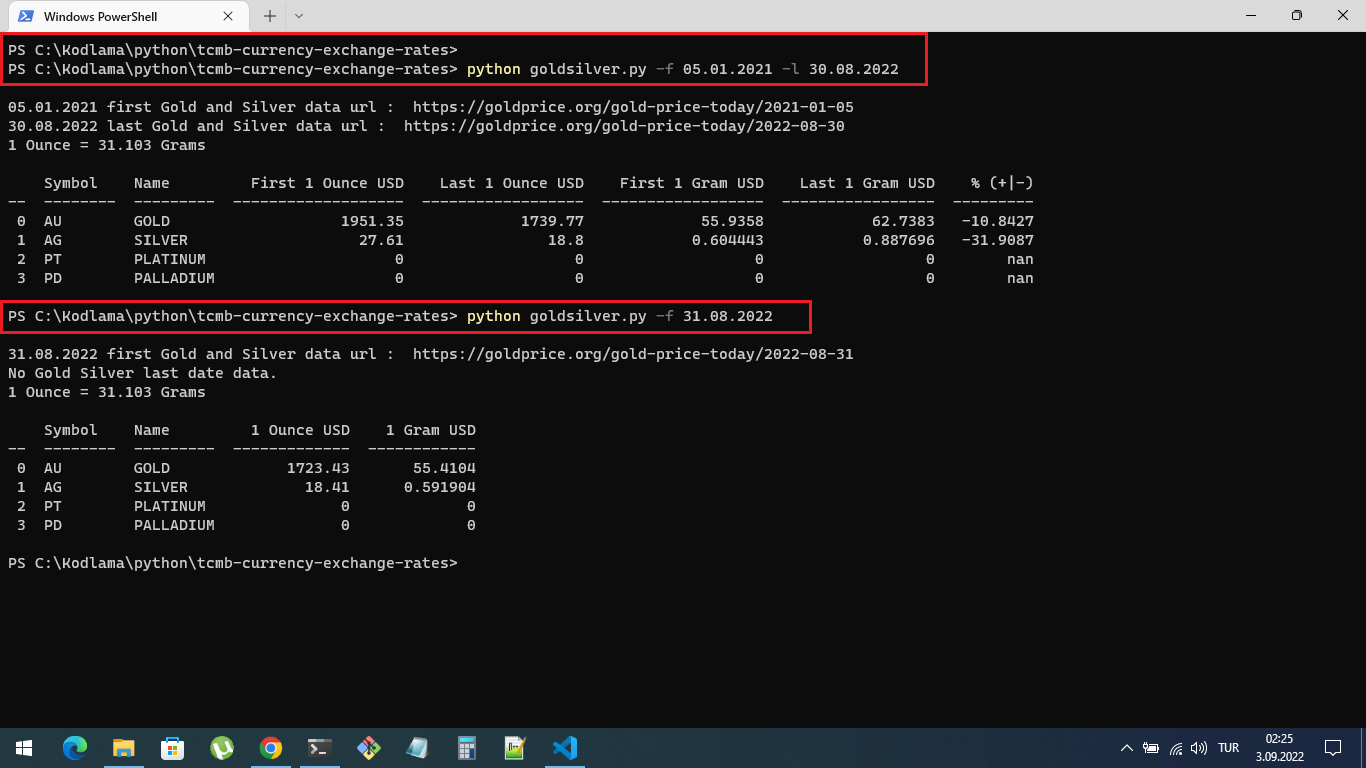 Windows PowerShell
PS C:\Kodlama\python\tcmb-currency-exchange-rates>
PS C:\Kodlama\python\tcmb-currency-exchange-rates> python goldsilver.py -f 05.01.2021 -l 30.08.2022
05.01.2021 first Gold and Silver data url :  https://goldprice.org/gold-price-today/2021-01-05
30.08.2022 last Gold and Silver data url :  https://goldprice.org/gold-price-today/2022-08-30
1 Ounce = 31.103 Grams
    Symbol    Name         First 1 Ounce USD    Last 1 Ounce USD    First 1 Gram USD    Last 1 Gram USD    % (+|-)
--  --------  ---------  -------------------  ------------------  ------------------  -----------------  ---------
 0  AU        GOLD                   1951.35             1739.77             55.9358            62.7383   -10.8427
 1  AG        SILVER                   27.61                18.8            0.604443           0.887696   -31.9087
 2  PT        PLATINUM                     0                   0                   0                  0        nan
 3  PD        PALLADIUM                    0                   0                   0                  0        nan
PS C:\Kodlama\python\tcmb-currency-exchange-rates> python goldsilver.py -f 31.08.2022
31.08.2022 first Gold and Silver data url :  https://goldprice.org/gold-price-today/2022-08-31
No Gold Silver last date data.
1 Ounce = 31.103 Grams
    Symbol    Name         1 Ounce USD    1 Gram USD
--  --------  ---------  -------------  ------------
 0  AU        GOLD             1723.43       55.4104
 1  AG        SILVER             18.41      0.591904
 2  PT        PLATINUM               0             0
 3  PD        PALLADIUM              0             0
PS C:\Kodlama\python\tcmb-currency-exchange-rates>
TUR
02:25
3.09.2022